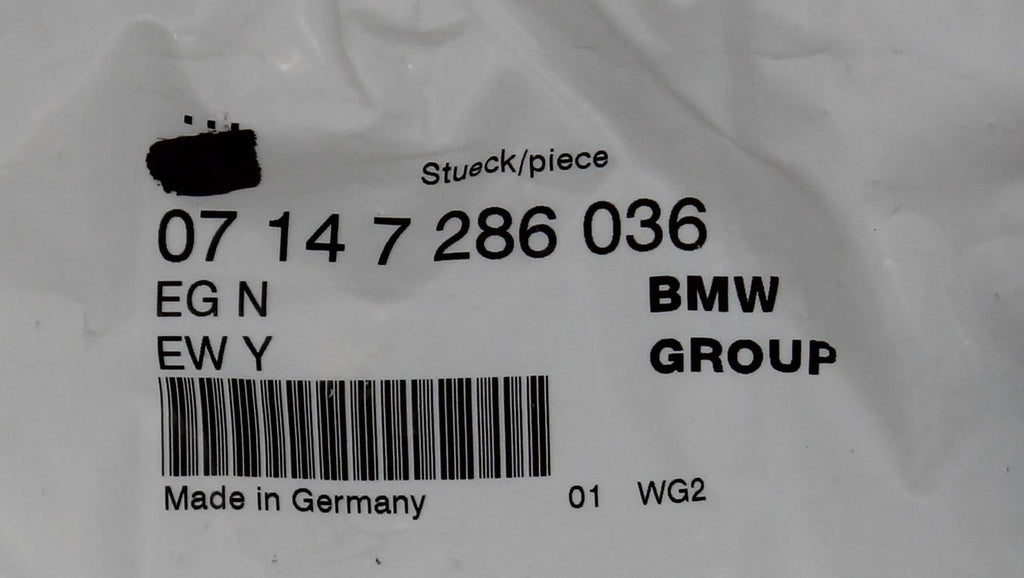 Stueck/piece
07 14 7 286 036
EG N
BMW
EW Y
GROUP
Made in Germany
01 WG2